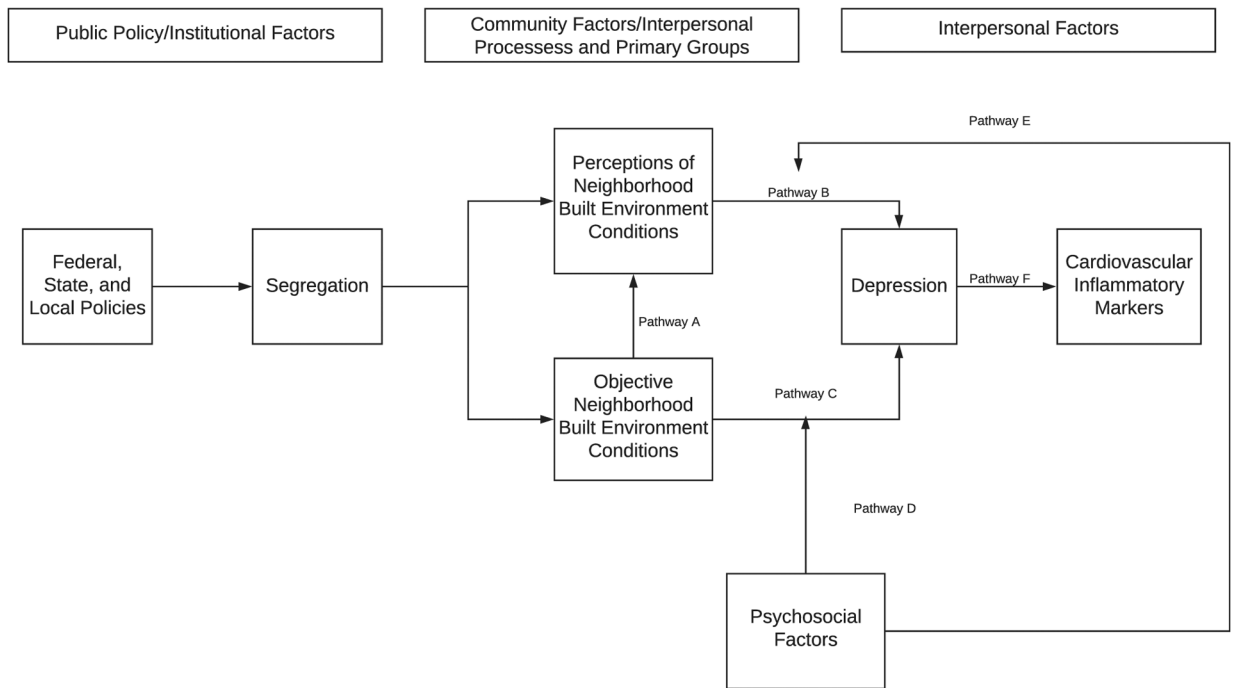 Public Policy/Institutional Factors
Community Factors/Interpersonal
Processess and Primary Groups
Interpersonal Factors
Pathway E
Perceptions of
Neighborhood
Built Environment
Conditions
Pathway B
Federal,
State, and
Local Policies
Segregation
Depression
Pathway F
Cardiovascular
Inflammatory
Markers
Pathway A
Objective
Neighborhood
Built Environment
Conditions
Pathway C
Pathway D
Psychosocial
Factors